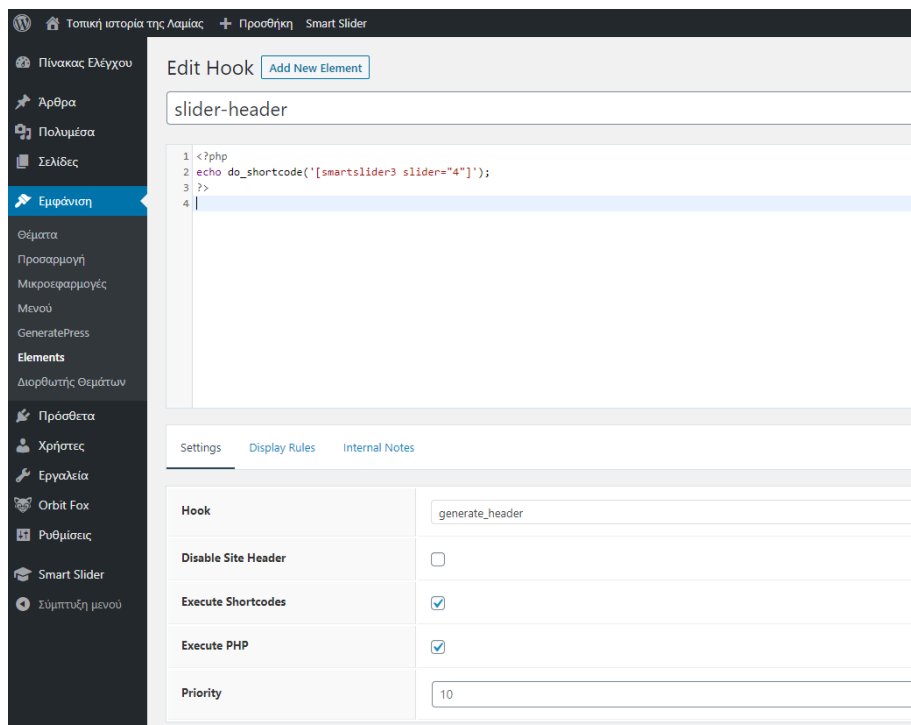 Τοπική ιστορία της Λαμίας + Προσθήκη Smart Slider
Πίνακας Ελέγχου
Άρθρα
Πολυμέσα
Σελίδες
Εμφάνιση
Θέματα
Προσαρμογή
Μικροεφαρμογές
Μενού
GeneratePress
Elements
Διορθωτής Θεμάτων
Πρόσθετα
Χρήστες
Εργαλεία
Orbit Fox
Ρυθμίσεις
Smart Slider
Σύμπτυξη μενού
Edit Hook Add New Element
slider-header
1 <?php
2 echo do_shortcode('[smartslider3 slider="4"]');
3 ?>
4
Settings Display Rules Internal Notes
Hook generate_header
Disable Site Header
Execute Shortcodes
Execute PHP
Priority 10